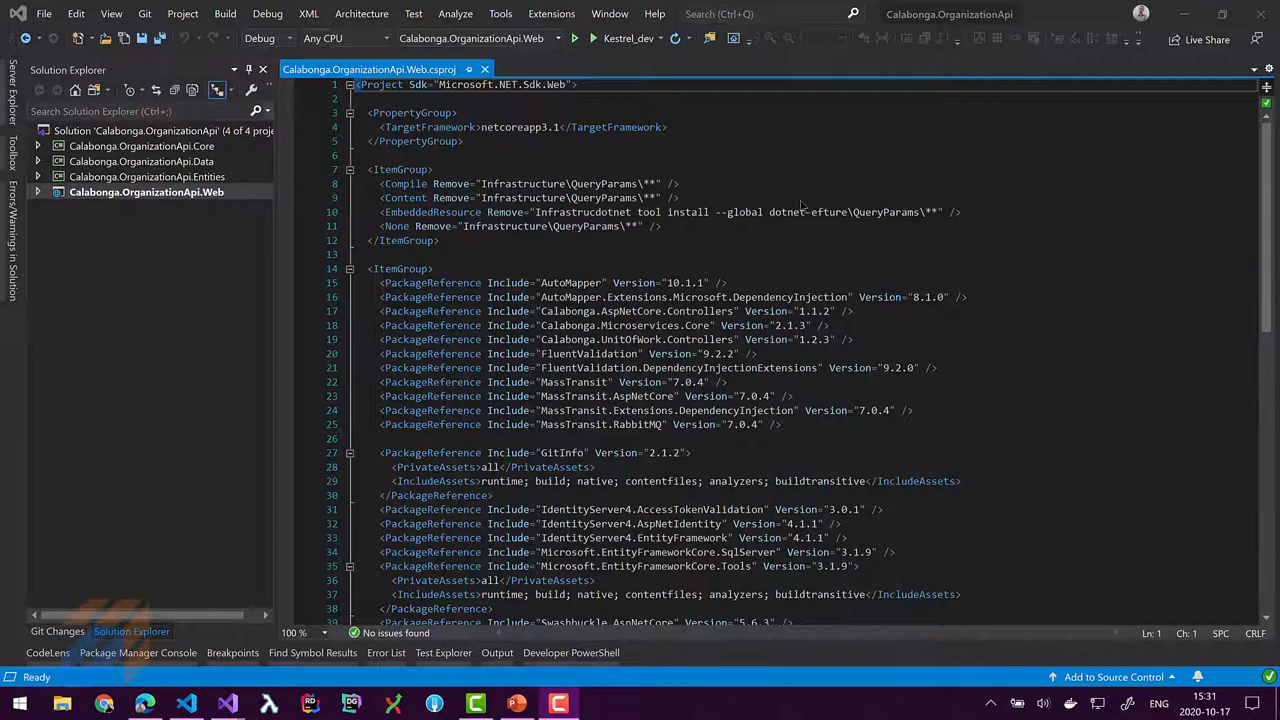 File Edit View Git Project Build Debug XML Architecture Test Analyze Tools Extensions Window Help Search (Ctrl+Q) Calabonga.OrganizationApi
Debug Any CPU Calabonga.OrganizationApi.Web Kestrel_dev Live Share
Server Explorer
Toolbox
Errors/Warnings in Solution
Solution Explorer
Search Solution Explorer (Ctrl+;)
Solution 'Calabonga.OrganizationApi' (4 of 4 proje
Calabonga.OrganizationApi.Core
Calabonga.OrganizationApi.Data
Calabonga.OrganizationApi.Entities
Calabonga.OrganizationApi.Web
Git Changes Solution Explorer
Calabonga.OrganizationApi.Web.csproj
1 <Project Sdk="Microsoft.NET.Sdk.Web">
2
3 <PropertyGroup>
4 <TargetFramework>netcoreapp3.1</TargetFramework>
5 </PropertyGroup>
6
7 <ItemGroup>
8 <Compile Remove="Infrastructure\QueryParams\**" />
9 <Content Remove="Infrastructure\QueryParams\**" />
10 <EmbeddedResource Remove="Infrastrucdotnet tool install --global dotnet-efture\QueryParams\**" />
11 <None Remove="Infrastructure\QueryParams\**" />
12 </ItemGroup>
13
14 <ItemGroup>
15 <PackageReference Include="AutoMapper" Version="10.1.1" />
16 <PackageReference Include="AutoMapper.Extensions.Microsoft.DependencyInjection" Version="8.1.0" />
17 <PackageReference Include="Calabonga.AspNetCore.Controllers" Version="1.1.2" />
18 <PackageReference Include="Calabonga.Microservices.Core" Version="2.1.3" />
19 <PackageReference Include="Calabonga.UnitOfWork.Controllers" Version="1.2.3" />
20 <PackageReference Include="FluentValidation" Version="9.2.2" />
21 <PackageReference Include="FluentValidation.DependencyInjectionExtensions" Version="9.2.0" />
22 <PackageReference Include="MassTransit" Version="7.0.4" />
23 <PackageReference Include="MassTransit.AspNetCore" Version="7.0.4" />
24 <PackageReference Include="MassTransit.Extensions.DependencyInjection" Version="7.0.4" />
25 <PackageReference Include="MassTransit.RabbitMQ" Version="7.0.4" />
26
27 <PackageReference Include="GitInfo" Version="2.1.2">
28 <PrivateAssets>all</PrivateAssets>
29 <IncludeAssets>runtime; build; native; contentfiles; analyzers; buildtransitive</IncludeAssets>
30 </PackageReference>
31 <PackageReference Include="IdentityServer4.AccessTokenValidation" Version="3.0.1" />
32 <PackageReference Include="IdentityServer4.AspNetIdentity" Version="4.1.1" />
33 <PackageReference Include="IdentityServer4.EntityFramework" Version="4.1.1" />
34 <PackageReference Include="Microsoft.EntityFrameworkCore.SqlServer" Version="3.1.9" />
35 <PackageReference Include="Microsoft.EntityFrameworkCore.Tools" Version="3.1.9">
36 <PrivateAssets>all</PrivateAssets>
37 <IncludeAssets>runtime; build; native; contentfiles; analyzers; buildtransitive</IncludeAssets>
38 </PackageReference>
39 <PackageReference Include="Swashbuckle.AspNetCore" Version="5.6.3" />
100 % No issues found Ln: 1 Ch: 1 SPC CRLF
CodeLens Package Manager Console Breakpoints Find Symbol Results Error List Test Explorer Output Developer PowerShell
Ready Add to Source Control
ENG 15:31
2020-10-17